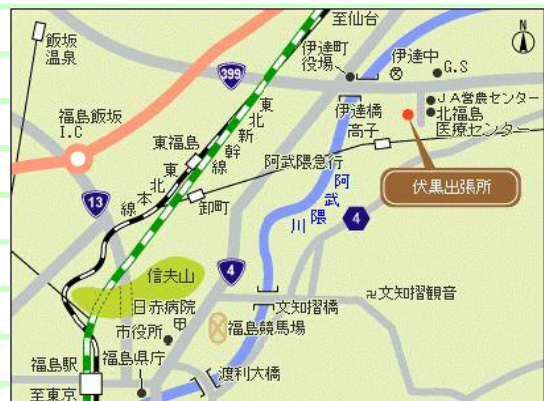 至仙台
N
飯坂
温泉
399
伊達町
役場
伊達中
G.S
ＪＡ営農センター
北福島
医療センター
福島飯坂
I.C
東北新幹線
東福島
伊達橋
高子
阿武隈急行
伏黒出張所
13
東北本線
卸町
阿武隈川
4
信夫山
4
日赤病院
文知摺橋
卍文知摺観音
市役所
福島競馬場
福島駅
福島県庁
渡利大橋
至東京